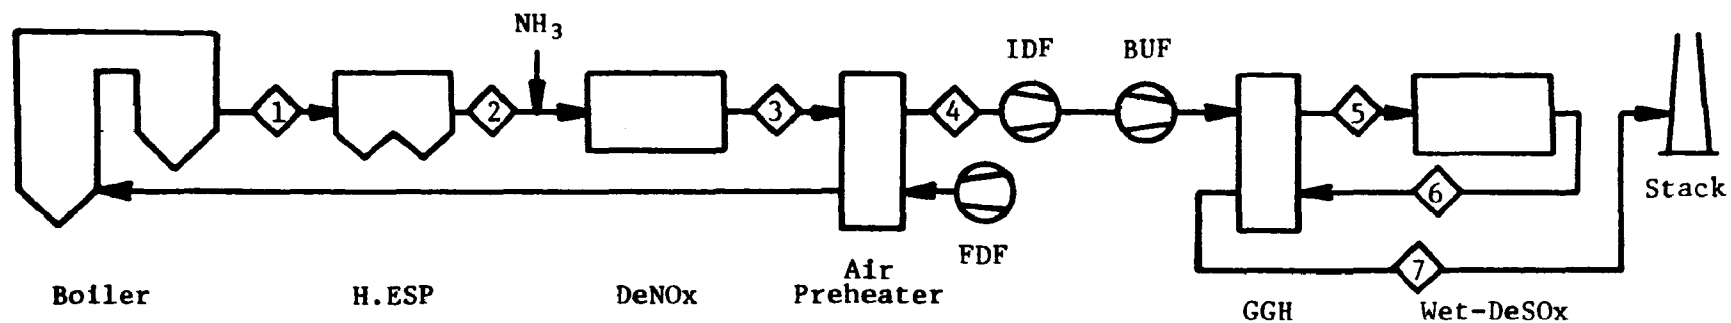 NH3
IDF
BUF
1
2
3
4
5
6
Stack
FDF
7
Boiler
H.ESP
DeNOx
Air
Preheater
GGH
Wet-DeSOx